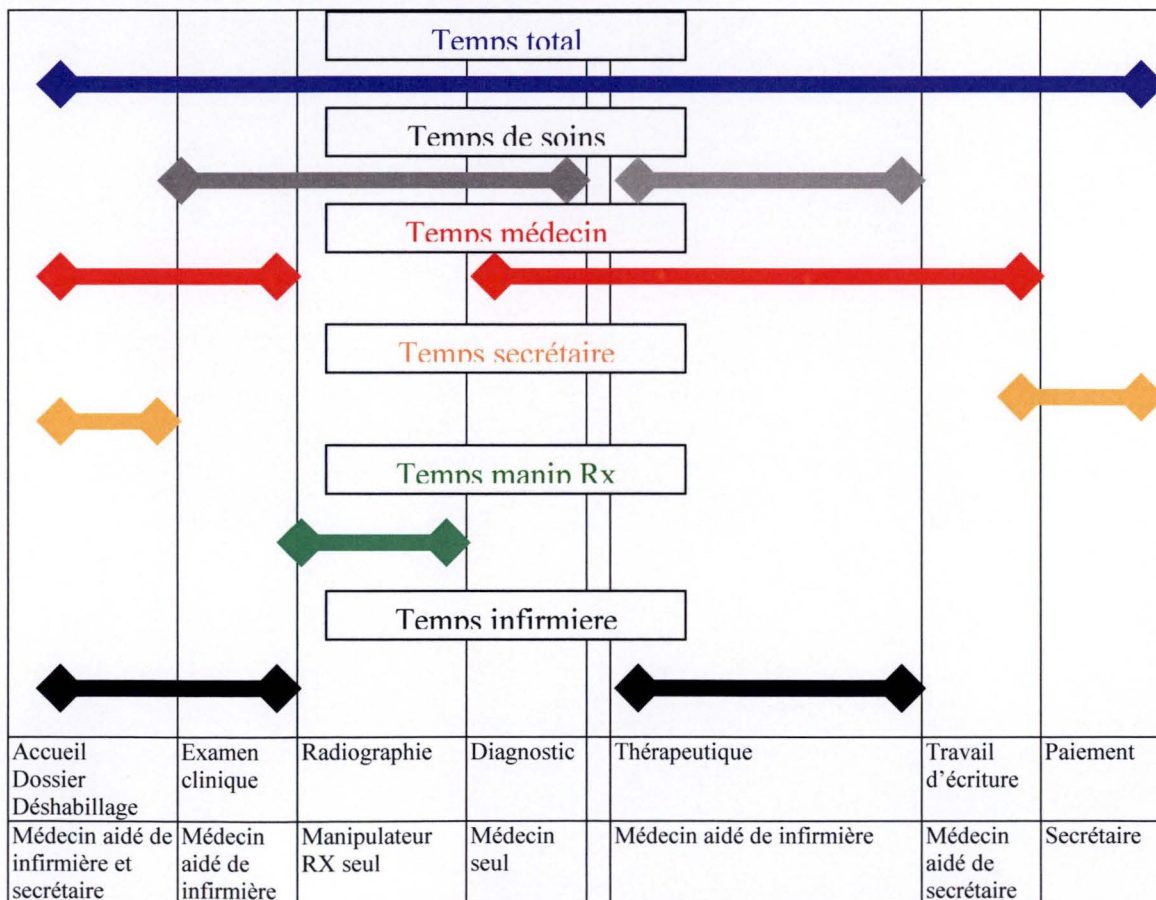 Temps total
Temps de soins
Temps médecin
Temps secrétaire
Temps manip Rx
Temps infirmiere
Accueil
Dossier
Déshabillage
Examen
clinique
Radiographie
Diagnostic
Thérapeutique
Travail
d'écriture
Paiement
Médecin aidé de
infirmière et
secrétaire
Médecin
aidé de
infirmière
Manipulateur
RX seul
Médecin
seul
Médecin aidé de infirmière
Médecin
aidé de
secrétaire
Secrétaire